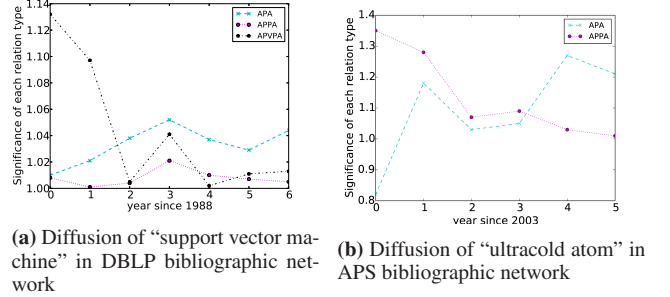 1.14
1.12
1.10
1.08
1.06
1.04
1.02
1.00
Significance of each relation type
APA
APPA
APVPA
0 1 2 3 4 5 6
year since 1988
(a) Diffusion of “support vector ma-
chine” in DBLP bibliographic net-
work
1.4
1.3
1.2
1.1
1.0
0.9
0.8
Significance of each relation type
APA
APPA
0 1 2 3 4 5
year since 2003
(b) Diffusion of “ultracold atom” in
APS bibliographic network